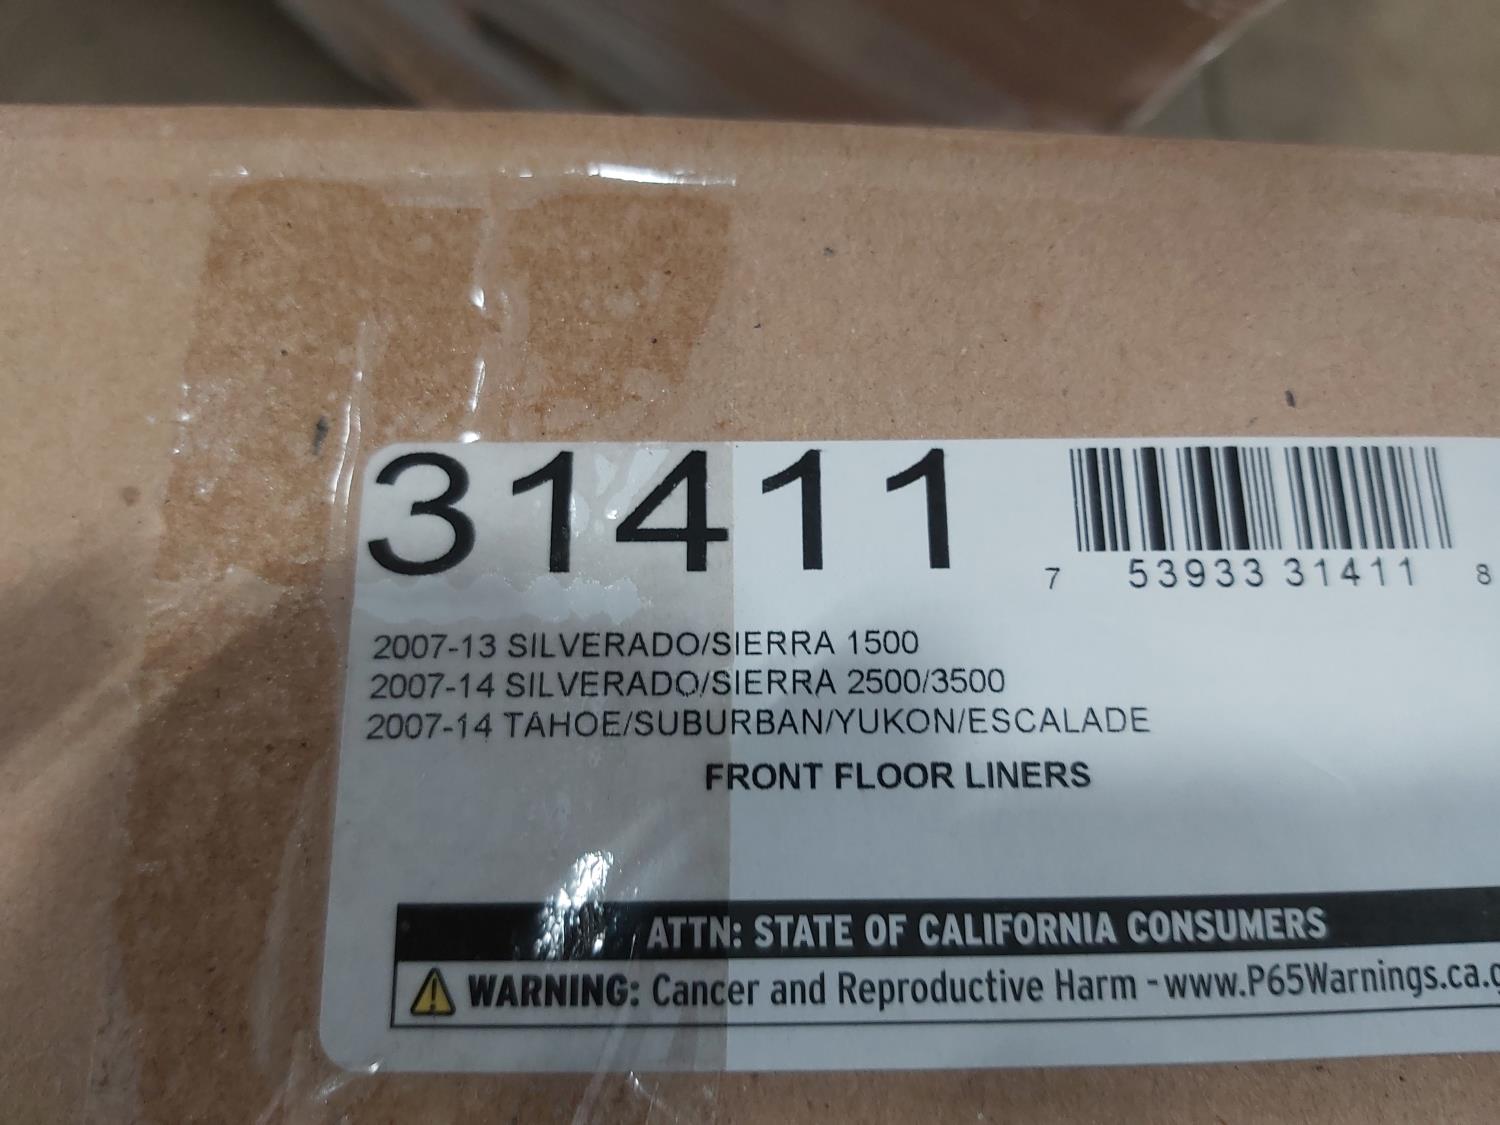 31411
7 53933 31411 8
2007-13 SILVERADO/SIERRA 1500
2007-14 SILVERADO/SIERRA 2500/3500
2007-14 TAHOE/SUBURBAN/YUKON/ESCALADE
FRONT FLOOR LINERS
ATTN: STATE OF CALIFORNIA CONSUMERS
WARNING: Cancer and Reproductive Harm - www.P65Warnings.ca.g